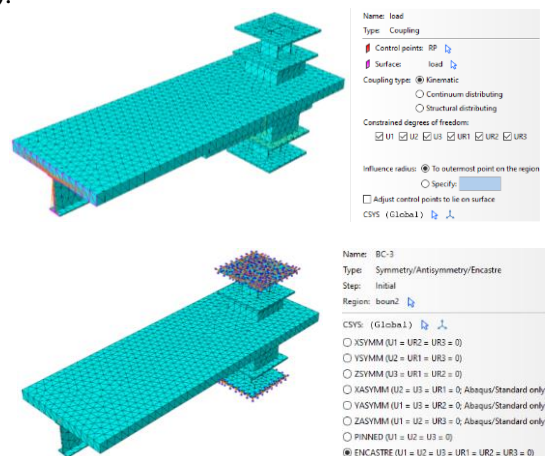 Name: load
Type: Coupling
Control points: RP
Surface: load
Coupling type: Kinematic
Continuum distributing
Structural distributing
Constrained degrees of freedom:
U1 U2 U3 UR1 UR2 UR3
Influence radius: To outermost point on the region
Specify:
Adjust control points to lie on surface
CSYS (Global)
Name: BC-3
Type: Symmetry/Antisymmetry/Encastre
Step: Initial
Region: boun2
CSYS: (Global)
XSYMM (U1 = UR2 = UR3 = 0)
YSYMM (U2 = UR1 = UR3 = 0)
ZSYMM (U3 = UR1 = UR2 = 0)
XASYMM (U2 = U3 = UR1 = 0; Abaqus/Standard only)
YASYMM (U1 = U3 = UR2 = 0; Abaqus/Standard only)
ZASYMM (U1 = U2 = UR3 = 0; Abaqus/Standard only)
PINNED (U1 = U2 = U3 = 0)
ENCASTRE (U1 = U2 = U3 = UR1 = UR2 = UR3 = 0)